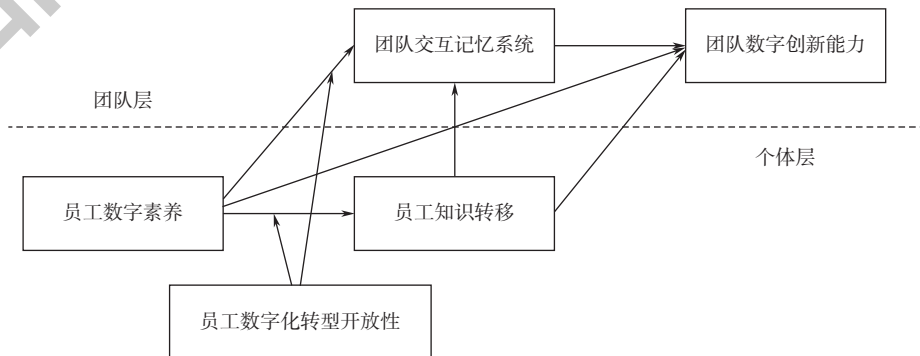 团队交互记忆系统
团队数字创新能力
团队层
个体层
员工数字素养
员工知识转移
员工数字化转型开放性